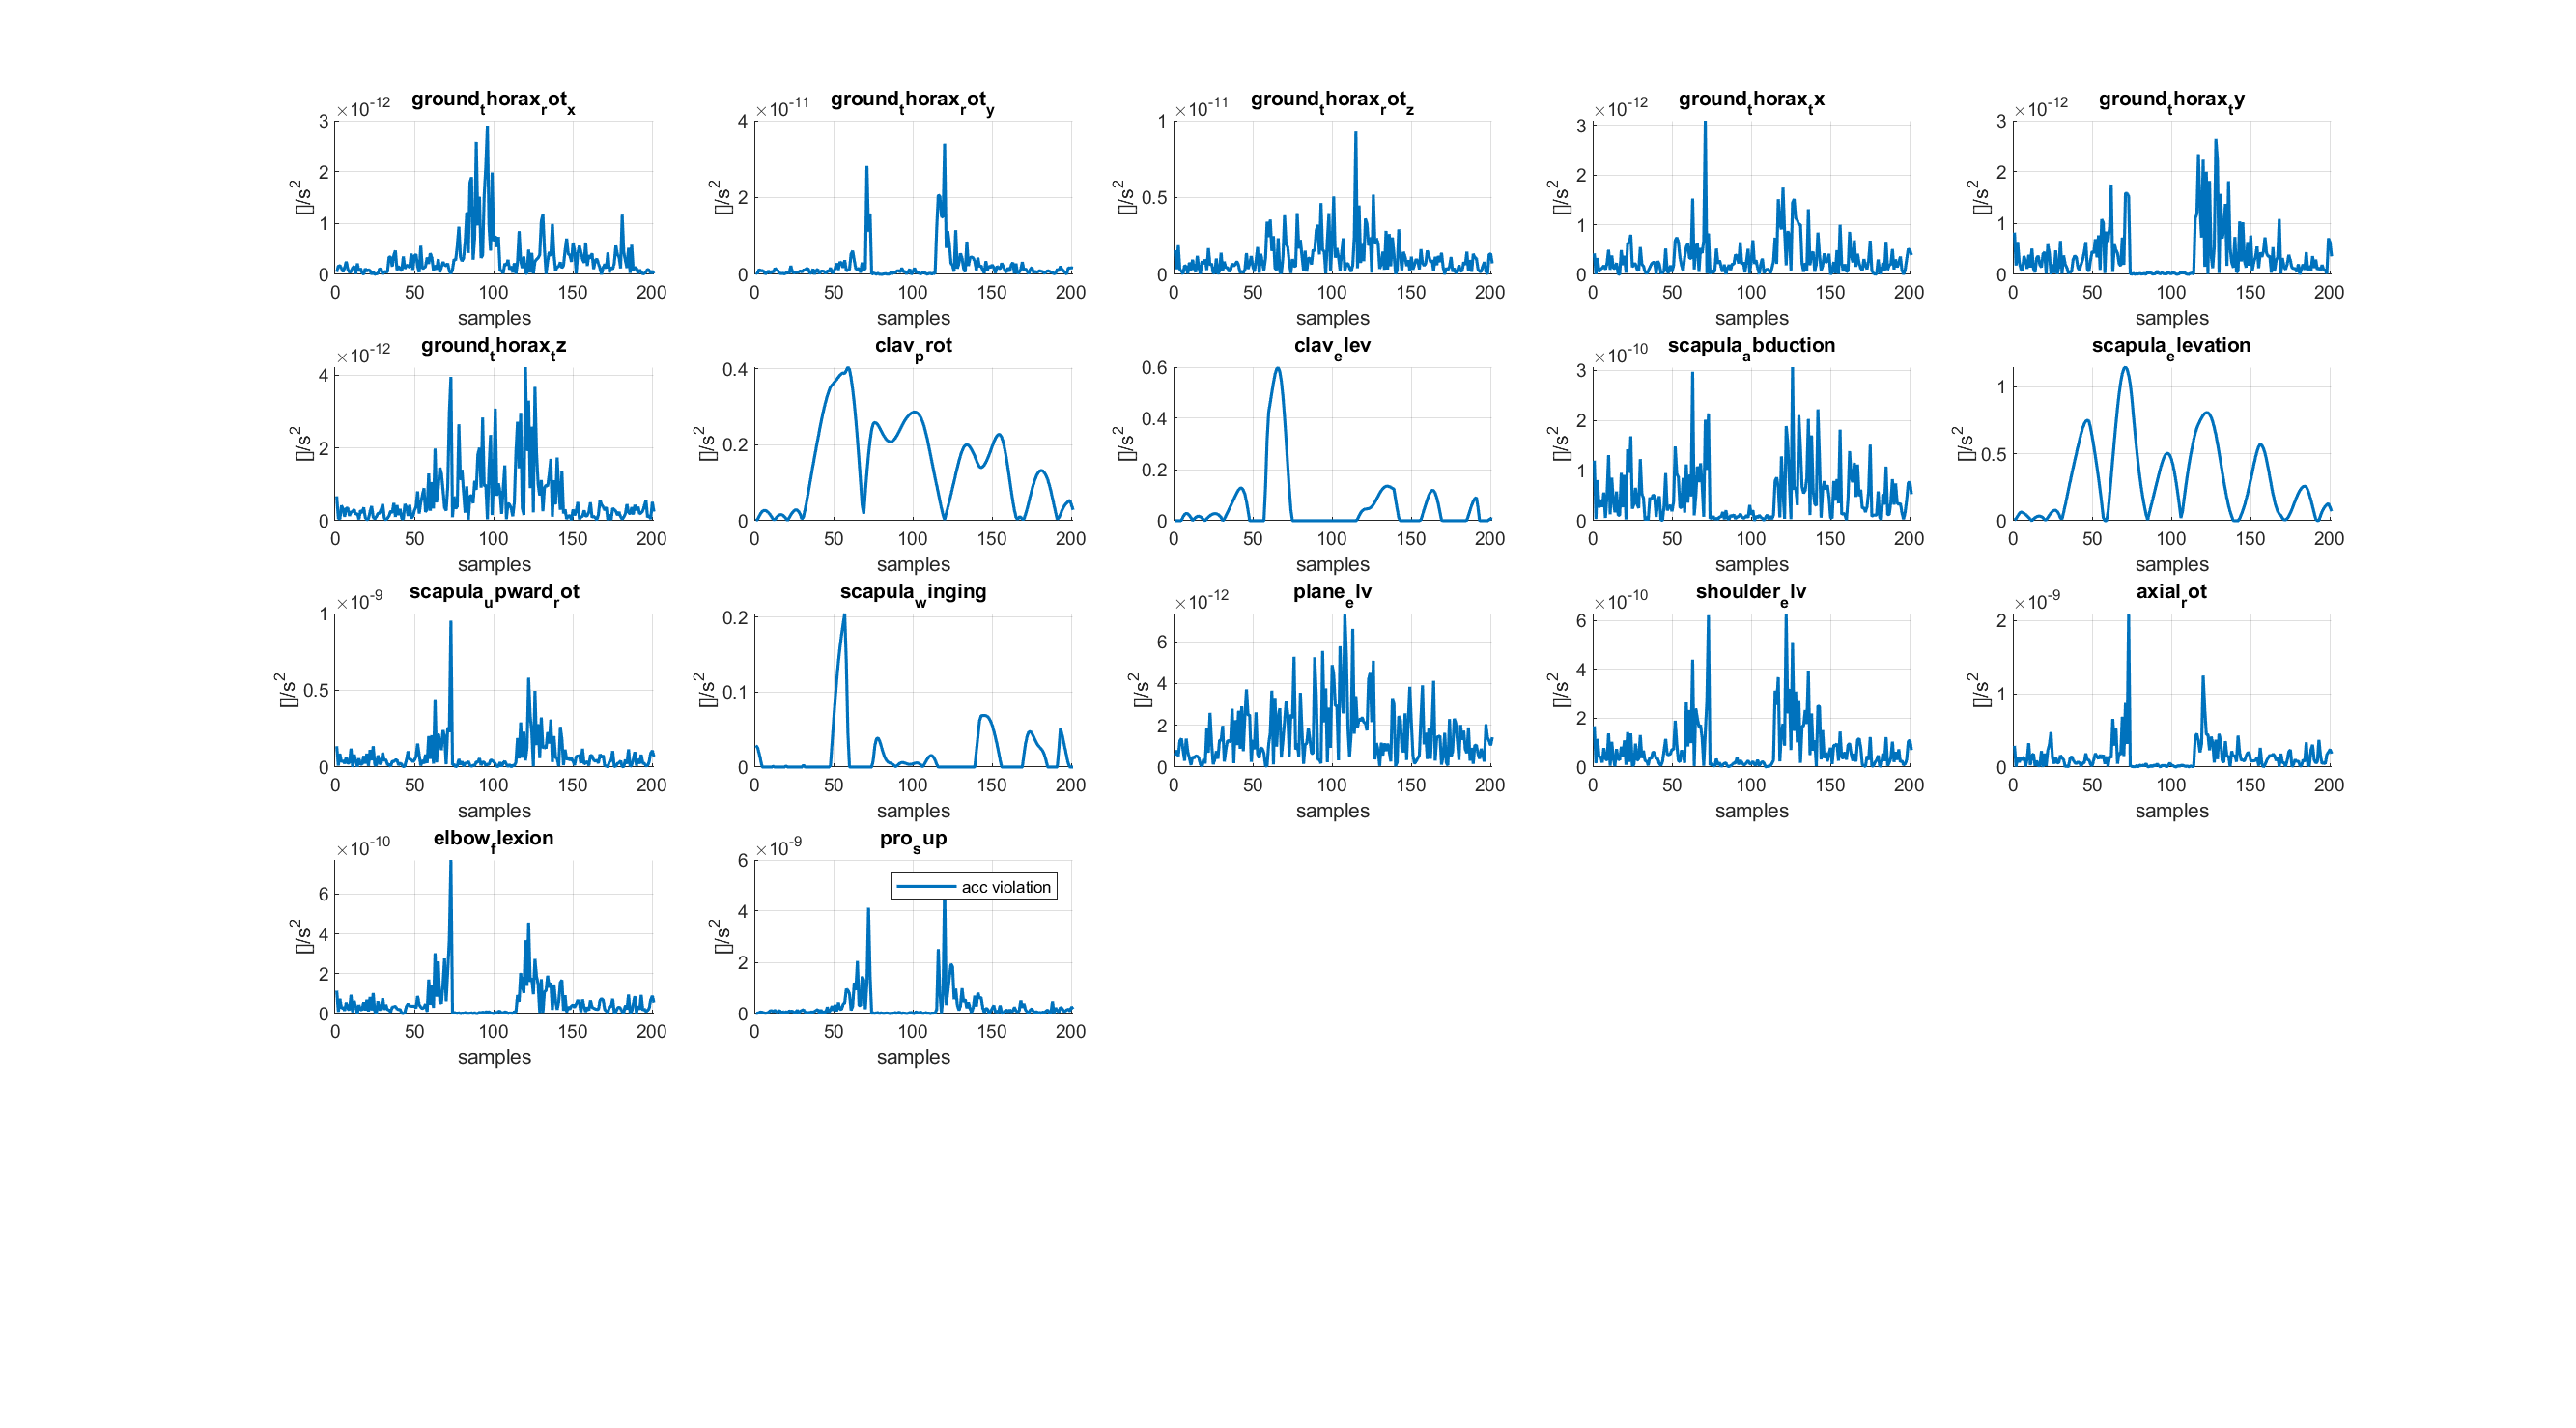 ×10-12 ground_thorax_rot_x
3
2
1
0
[]/s²
0 50 100 150 200
samples
×10-11 ground_thorax_rot_y
4
2
0
[]/s²
0 50 100 150 200
samples
×10-11 ground_thorax_rot_z
1
0.5
0
[]/s²
0 50 100 150 200
samples
×10-12 ground_thorax_tx
3
2
1
0
[]/s²
0 50 100 150 200
samples
×10-12 ground_thorax_ty
3
2
1
0
[]/s²
0 50 100 150 200
samples
×10-12 ground_thorax_tz
4
2
0
[]/s²
0 50 100 150 200
samples
clav_prot
0.4
0.2
0
[]/s²
0 50 100 150 200
samples
clav_elev
0.6
0.4
0.2
0
[]/s²
0 50 100 150 200
samples
×10-10 scapula_abduction
3
2
1
0
[]/s²
0 50 100 150 200
samples
scapula_elevation
1
0.5
0
[]/s²
0 50 100 150 200
samples
×10-9 scapula_upward_rot
1
0.5
0
[]/s²
0 50 100 150 200
samples
scapula_winging
0.2
0.1
0
[]/s²
0 50 100 150 200
samples
×10-12 plane_elv
6
4
2
0
[]/s²
0 50 100 150 200
samples
×10-10 shoulder_elv
6
4
2
0
[]/s²
0 50 100 150 200
samples
×10-9 axial_rot
2
1
0
[]/s²
0 50 100 150 200
samples
×10-10 elbow_flexion
6
4
2
0
[]/s²
0 50 100 150 200
samples
×10-9 pro_sup
6
4
2
0
[]/s²
acc violation
0 50 100 150 200
samples